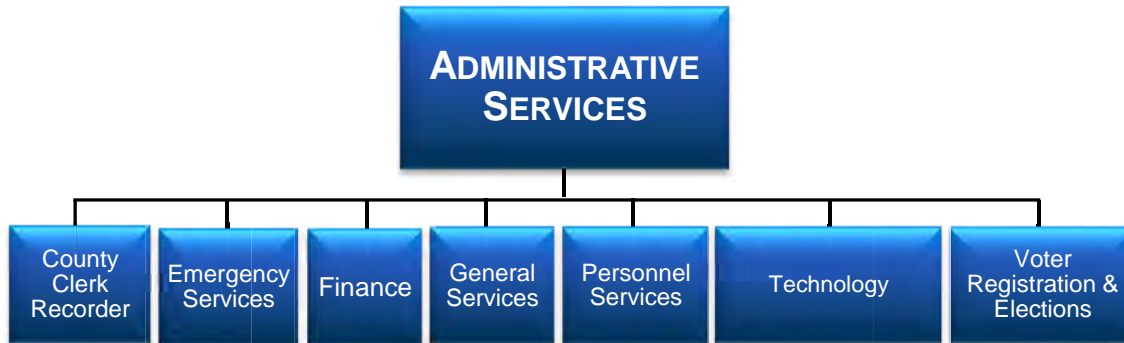 ADMINISTRATIVE
SERVICES
County
Clerk
Recorder
Emergency
Services
Finance
General
Services
Personnel
Services
Technology
Voter
Registration &
Elections